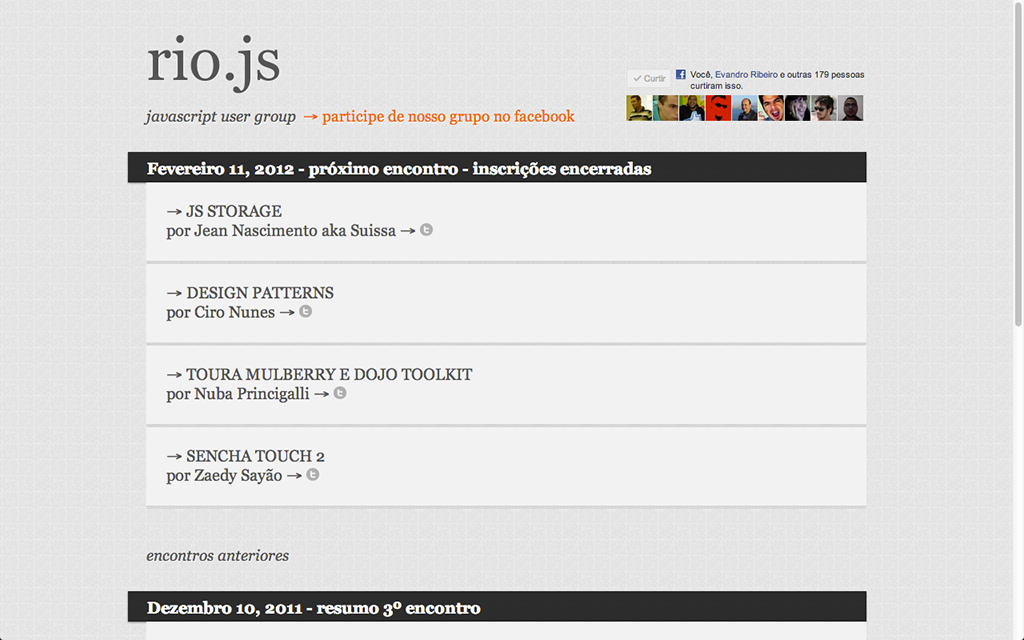 rio.js
javascript user group → participe de nosso grupo no facebook
Curtir
Você, Evandro Ribeiro e outras 179 pessoas
curtiram isso.
Fevereiro 11, 2012 - próximo encontro - inscrições encerradas
→ JS STORAGE
por Jean Nascimento aka Suissa →
→ DESIGN PATTERNS
por Ciro Nunes →
→ TOURA MULBERRY E DOJO TOOLKIT
por Nuba Princigalli →
→ SENCHA TOUCH 2
por Zaedy Sayão →
encontros anteriores
Dezembro 10, 2011 - resumo 3º encontro